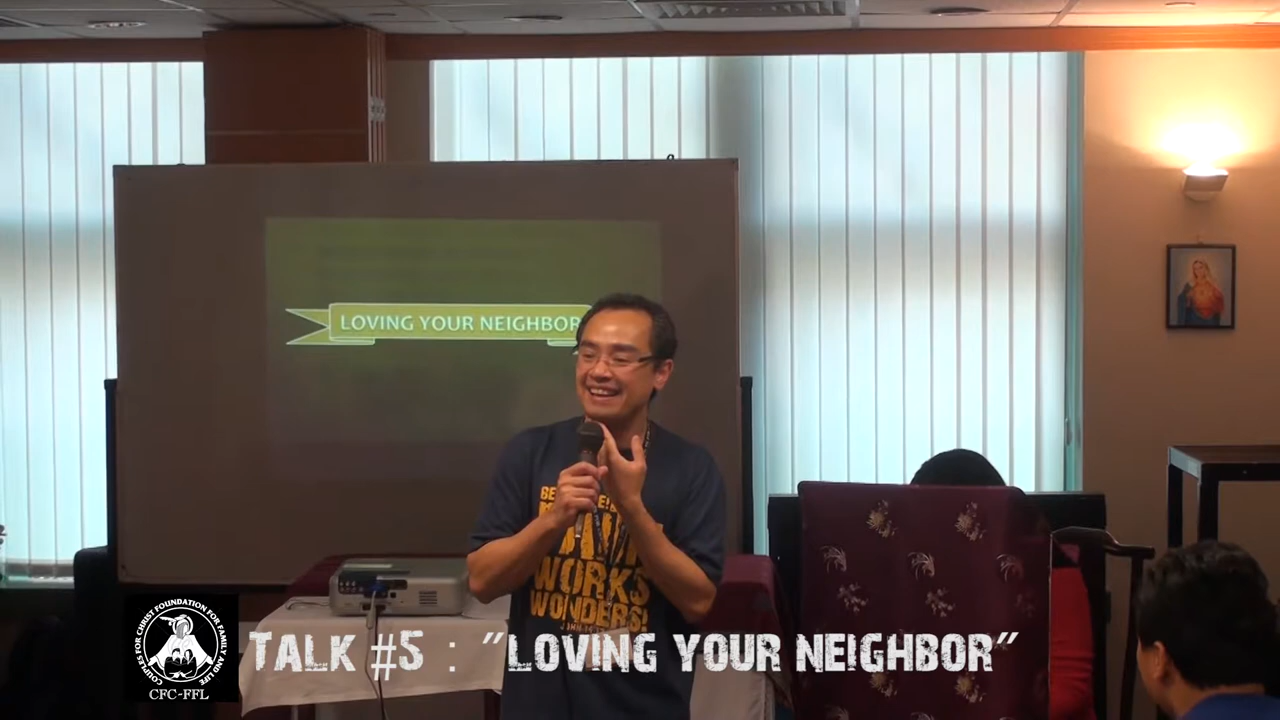 LOVING YOUR NEIGHBOR
WORKS
WONDERS!
COUPLES FOR CHRIST FOUNDATION FOR FAMILY AND LIFE
CFC-FFL
TALK #5 : "LOVING YOUR NEIGHBOR"